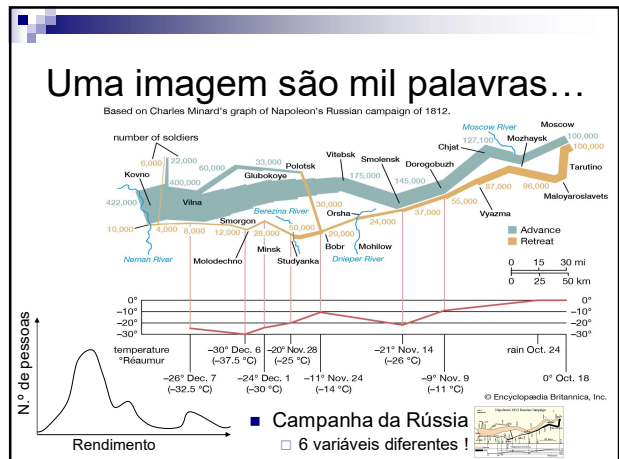 Uma imagem são mil palavras…
Based on Charles Minard's graph of Napoleon's Russian campaign of 1812.
number of soldiers
6,000
22,000
60,000
33,000
Polotsk
Glubokoye
Kovno
400,000
422,000
Vilna
Vitebsk
175,000
Smolensk
145,000
Dorogobuzh
Chjat
127,100
Moscow River
Mozhaysk
Moscow
100,000
100,000
Tarutino
Maloyaroslavets
96,000
87,000
Vyazma
55,000
37,000
24,000
Orsha
30,000
20,000
Bobr
Mohilow
Dnieper River
Berezina River
50,000
Studyanka
28,000
Minsk
Smorgon
12,000
Molodechno
8,000
4,000
10,000
Neman River
Advance
Retreat
0 15 30 mi
0 25 50 km
0° 0°
–10° –10°
–20° –20°
–30° –30°
temperature
°Réaumur
–26° Dec. 7
(–32.5 °C)
–30° Dec. 6
(–37.5 °C)
–24° Dec. 1
(–30 °C)
–20° Nov. 28
(–25 °C)
–11° Nov. 24
(–14 °C)
–21° Nov. 14
(–26 °C)
–9° Nov. 9
(–11 °C)
rain Oct. 24
0° Oct. 18
© Encyclopædia Britannica, Inc.
N.º de pessoas
Rendimento
Campanha da Rússia
6 variáveis diferentes !